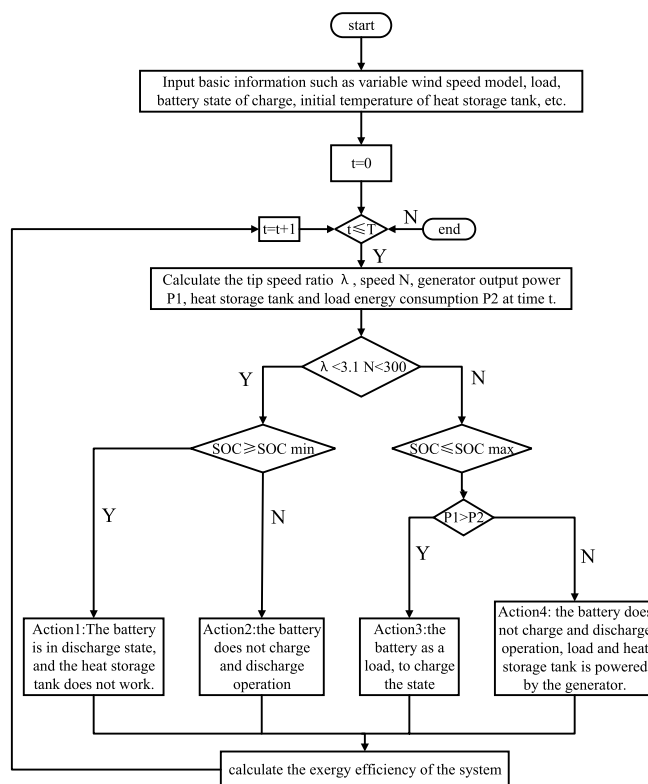 start
Input basic information such as variable wind speed model, load,
battery state of charge, initial temperature of heat storage tank, etc.
t=0
t=t+1
t≤T
N
end
Y
Calculate the tip speed ratio λ, speed N, generator output power
P1, heat storage tank and load energy consumption P2 at time t.
λ<3.1 N<300
Y
N
SOC≥SOC min
SOC≤SOC max
P1>P2
Y
N
Y
N
Action1:The battery
is in discharge state,
and the heat storage
tank does not work.
Action2:the battery
does not charge
and discharge
operation
Action3:the
battery as a
load, to charge
the state
Action4: the battery does
not charge and discharge
operation, load and heat
storage tank is powered
by the generator.
calculate the exergy efficiency of the system